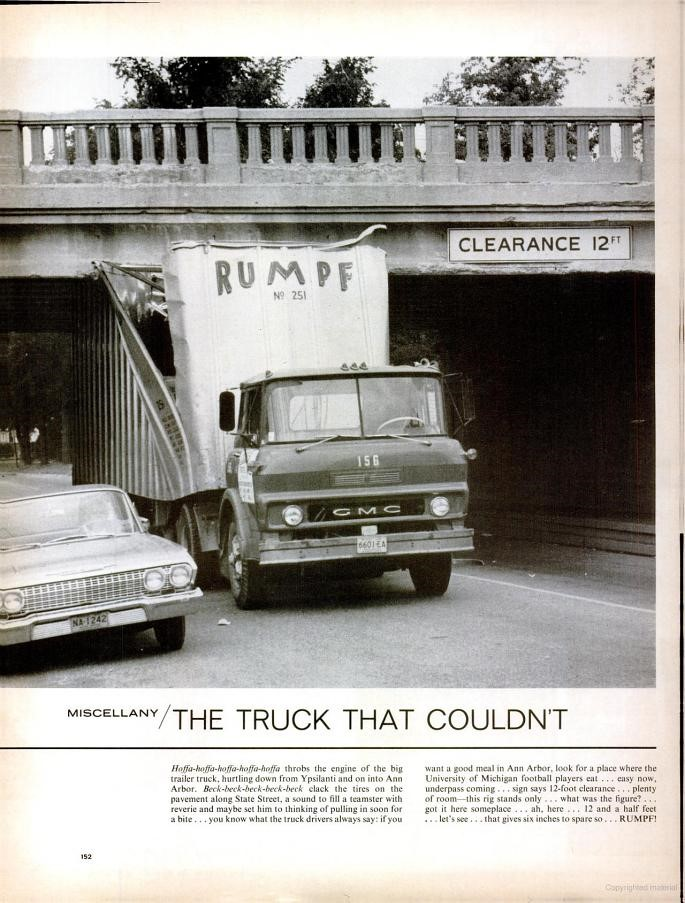 RUMPF
Nº 251
CLEARANCE 12FT
156
GMC
6601·EA
NA·1242
MISCELLANY / THE TRUCK THAT COULDN'T
Hoffa-hoffa-hoffa-hoffa-hoffa throbs the engine of the big
trailer truck, hurtling down from Ypsilanti and on into Ann
Arbor. Beck-beck-beck-beck-beck clack the tires on the
pavement along State Street, a sound to fill a teamster with
reverie and maybe set him to thinking of pulling in soon for
a bite . . . you know what the truck drivers always say: if you
want a good meal in Ann Arbor, look for a place where the
University of Michigan football players eat . . . easy now,
underpass coming . . . sign says 12-foot clearance . . . plenty
of room—this rig stands only . . . what was the figure? . . .
got it here someplace . . . ah, here . . . 12 and a half feet
. . . let's see . . . that gives six inches to spare so . . . RUMPF!
152
Copyrighted material